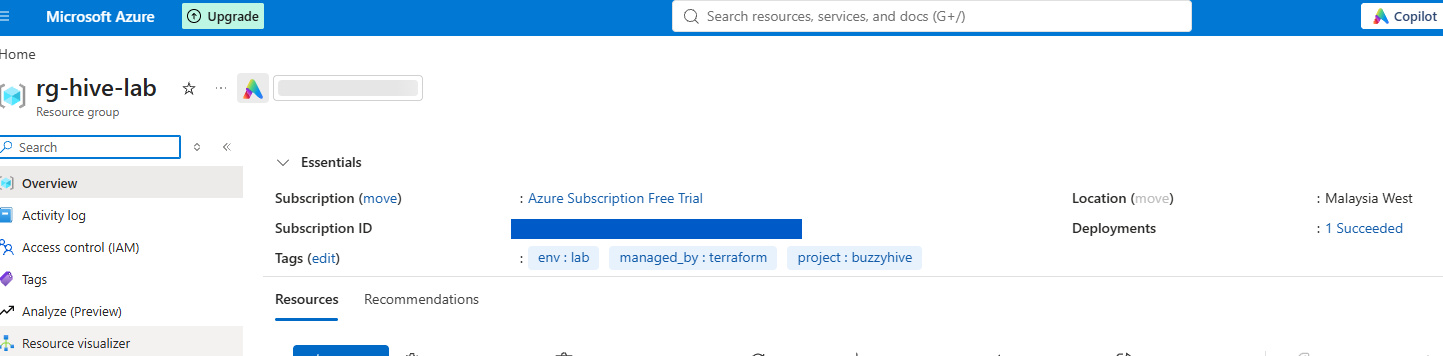 Microsoft Azure Upgrade Search resources, services, and docs (G+/) Copilot
Home
rg-hive-lab
Resource group
Search
Overview
Activity log
Access control (IAM)
Tags
Analyze (Preview)
Resource visualizer
Essentials
Subscription (move) : Azure Subscription Free Trial
Subscription ID
Tags (edit) : env : lab managed_by : terraform project : buzzyhive
Location (move) : Malaysia West
Deployments : 1 Succeeded
Resources Recommendations